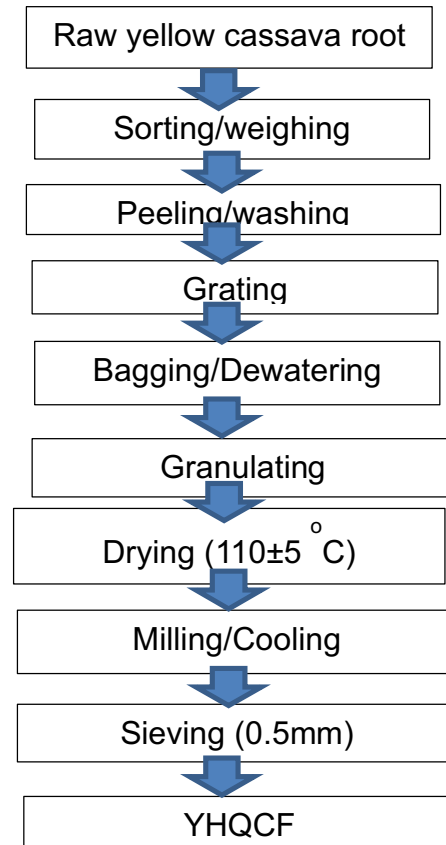 Raw yellow cassava root
Sorting/weighing
Peeling/washing
Grating
Bagging/Dewatering
Granulating
Drying (110±5 °C)
Milling/Cooling
Sieving (0.5mm)
YHQCF